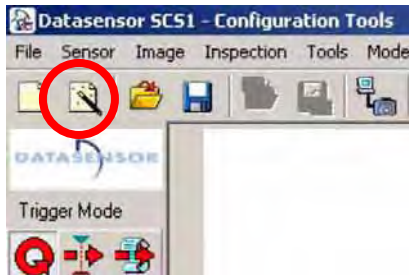 Datasensor SCS1 - Configuration Tools
File Sensor Image Inspection Tools Mode
DATASENSOR
Trigger Mode